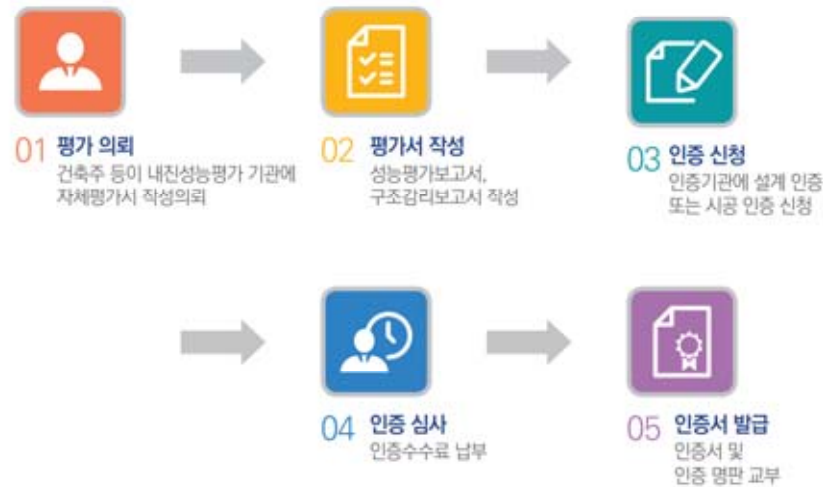 01 평가 의뢰
건축주 등이 내진성능평가 기관에
자체평가서 작성의뢰
02 평가서 작성
성능평가보고서,
구조감리보고서 작성
03 인증 신청
인증기관에 설계 인증
또는 시공 인증 신청
04 인증 심사
인증수수료 납부
05 인증서 발급
인증서 및
인증 명판 교부